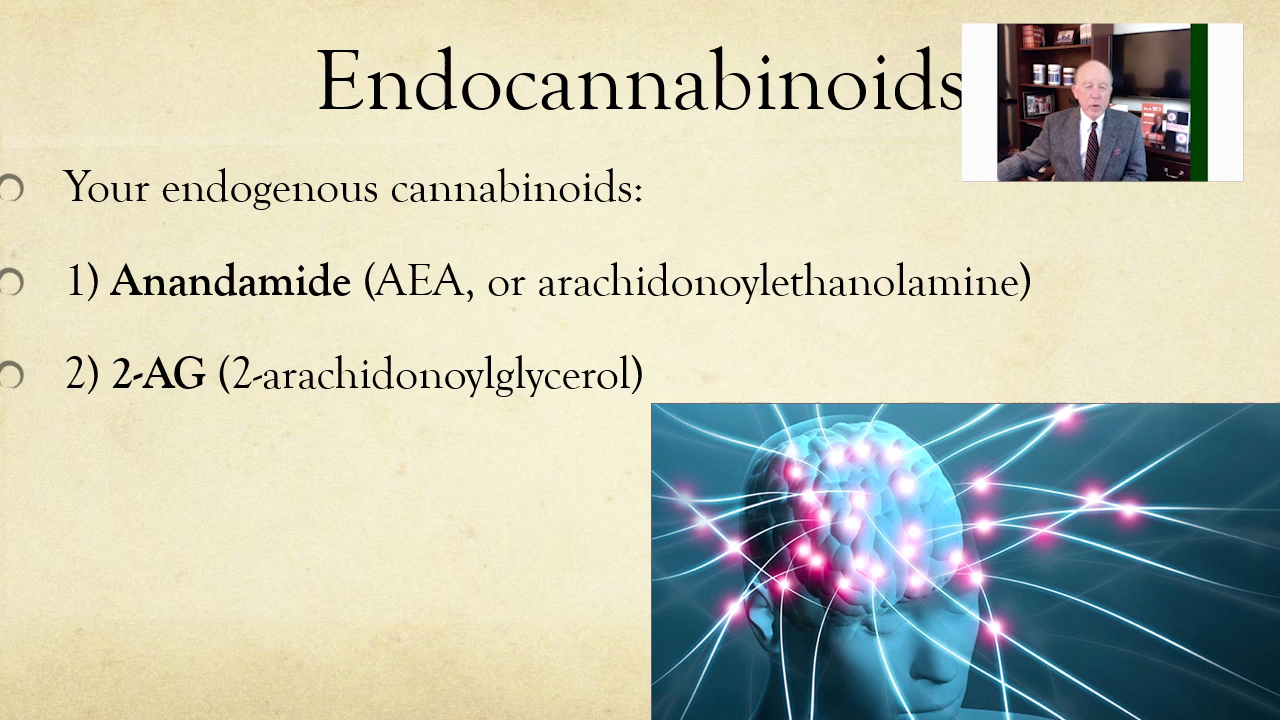 Endocannabinoids
Your endogenous cannabinoids:
1) Anandamide (AEA, or arachidonoylethanolamine)
2) 2-AG (2-arachidonoylglycerol)